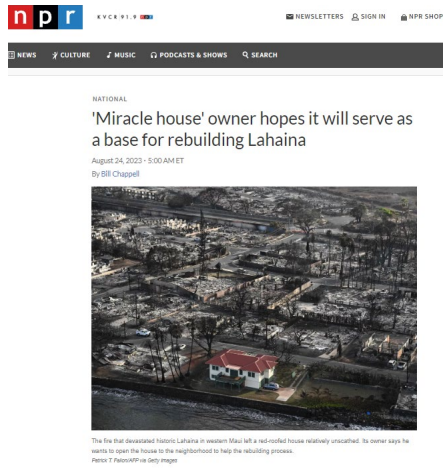 npr
KVCR 91.9
NEWSLETTERS SIGN IN NPR SHOP
NEWS CULTURE MUSIC PODCASTS & SHOWS SEARCH
NATIONAL
'Miracle house' owner hopes it will serve as
a base for rebuilding Lahaina
August 24, 2023 · 5:00 AM ET
By Bill Chappell
The fire that devastated historic Lahaina in western Maui left a red-roofed house relatively unscathed. Its owner says he
wants to open the house to the neighborhood to help the rebuilding process.
Patrick T. Fallon/AFP via Getty Images